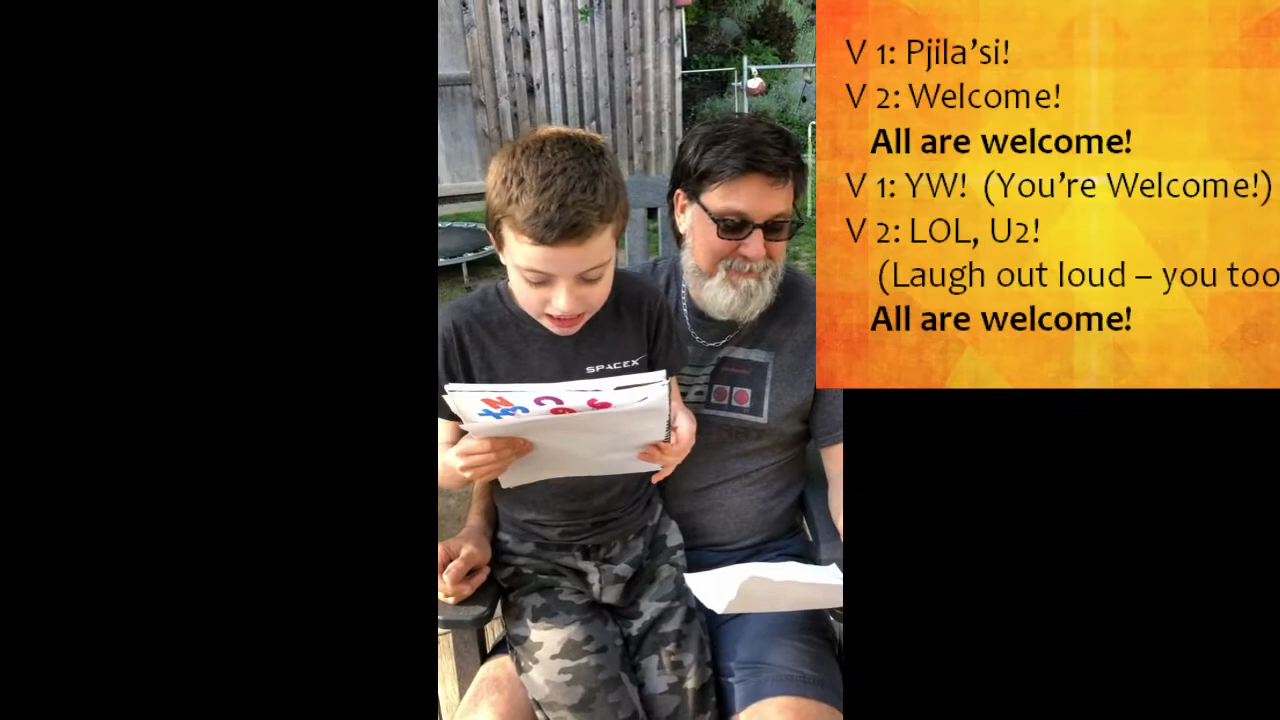 V 1: Pjila’si!
V 2: Welcome!
All are welcome!
V 1: YW! (You’re Welcome!)
V 2: LOL, U2!
(Laugh out loud – you too
All are welcome!
SPACEX